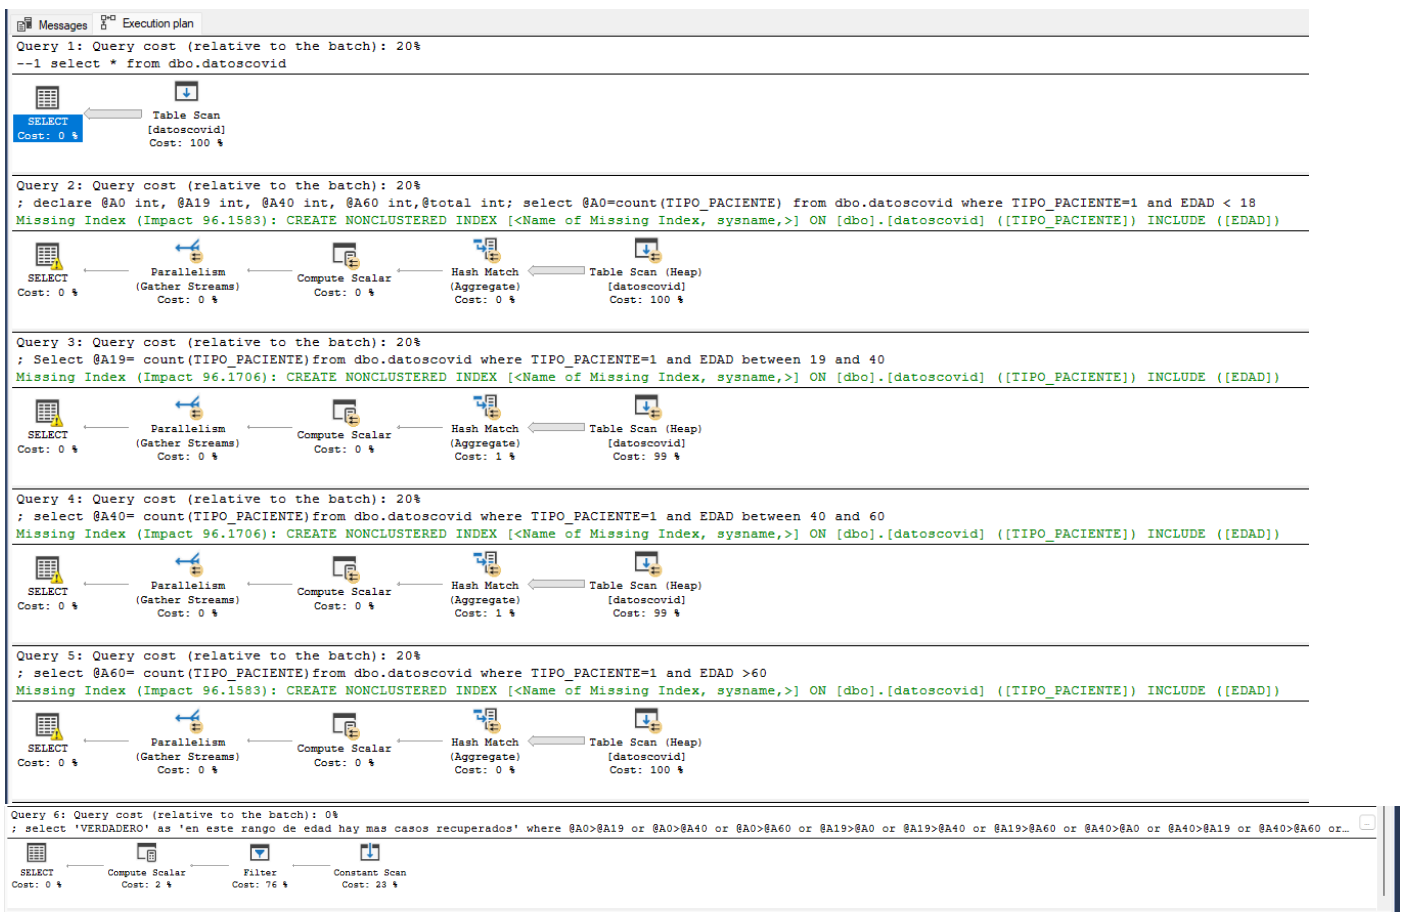 Messages Execution plan
Query 1: Query cost (relative to the batch): 20%
--1 select * from dbo.datoscovid
SELECT
Cost: 0 %
Table Scan
[datoscovid]
Cost: 100 %
Query 2: Query cost (relative to the batch): 20%
; declare @A0 int, @A19 int, @A40 int, @A60 int,@total int; select @A0=count(TIPO_PACIENTE) from dbo.datoscovid where TIPO_PACIENTE=1 and EDAD < 18
Missing Index (Impact 96.1583): CREATE NONCLUSTERED INDEX [<Name of Missing Index, sysname,>] ON [dbo].[datoscovid] ([TIPO_PACIENTE]) INCLUDE ([EDAD])
SELECT
Cost: 0 %
Parallelism
(Gather Streams)
Cost: 0 %
Compute Scalar
Cost: 0 %
Hash Match
(Aggregate)
Cost: 0 %
Table Scan (Heap)
[datoscovid]
Cost: 100 %
Query 3: Query cost (relative to the batch): 20%
; Select @A19= count(TIPO_PACIENTE)from dbo.datoscovid where TIPO_PACIENTE=1 and EDAD between 19 and 40
Missing Index (Impact 96.1706): CREATE NONCLUSTERED INDEX [<Name of Missing Index, sysname,>] ON [dbo].[datoscovid] ([TIPO_PACIENTE]) INCLUDE ([EDAD])
SELECT
Cost: 0 %
Parallelism
(Gather Streams)
Cost: 0 %
Compute Scalar
Cost: 0 %
Hash Match
(Aggregate)
Cost: 1 %
Table Scan (Heap)
[datoscovid]
Cost: 99 %
Query 4: Query cost (relative to the batch): 20%
; select @A40= count(TIPO_PACIENTE)from dbo.datoscovid where TIPO_PACIENTE=1 and EDAD between 40 and 60
Missing Index (Impact 96.1706): CREATE NONCLUSTERED INDEX [<Name of Missing Index, sysname,>] ON [dbo].[datoscovid] ([TIPO_PACIENTE]) INCLUDE ([EDAD])
SELECT
Cost: 0 %
Parallelism
(Gather Streams)
Cost: 0 %
Compute Scalar
Cost: 0 %
Hash Match
(Aggregate)
Cost: 1 %
Table Scan (Heap)
[datoscovid]
Cost: 99 %
Query 5: Query cost (relative to the batch): 20%
; select @A60= count(TIPO_PACIENTE)from dbo.datoscovid where TIPO_PACIENTE=1 and EDAD >60
Missing Index (Impact 96.1583): CREATE NONCLUSTERED INDEX [<Name of Missing Index, sysname,>] ON [dbo].[datoscovid] ([TIPO_PACIENTE]) INCLUDE ([EDAD])
SELECT
Cost: 0 %
Parallelism
(Gather Streams)
Cost: 0 %
Compute Scalar
Cost: 0 %
Hash Match
(Aggregate)
Cost: 0 %
Table Scan (Heap)
[datoscovid]
Cost: 100 %
Query 6: Query cost (relative to the batch): 0%
; select 'VERDADERO' as 'en este rango de edad hay mas casos recuperados' where @A0>@A19 or @A0>@A40 or @A0>@A60 or @A19>@A0 or @A19>@A40 or @A19>@A60 or @A40>@A0 or @A40>@A19 or @A40>@A60 or...
SELECT
Cost: 0 %
Compute Scalar
Cost: 2 %
Filter
Cost: 76 %
Constant Scan
Cost: 23 %